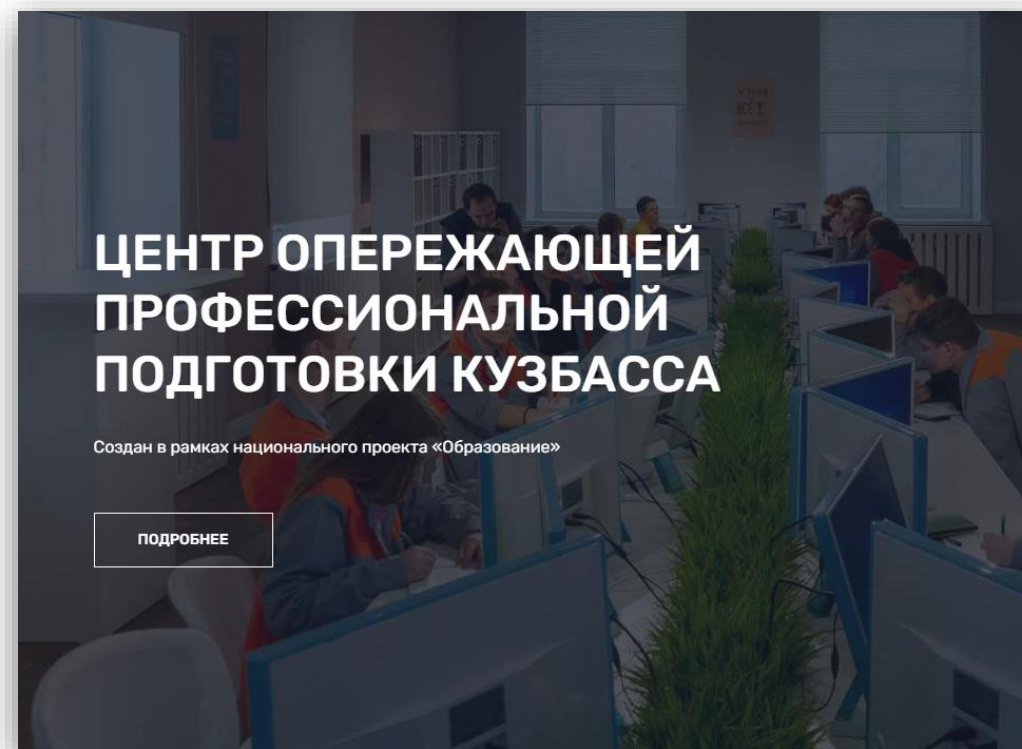 ЦЕНТР ОПЕРЕЖАЮЩЕЙ
ПРОФЕССИОНАЛЬНОЙ
ПОДГОТОВКИ КУЗБАССА
Создан в рамках национального проекта «Образование»
ПОДРОБНЕЕ